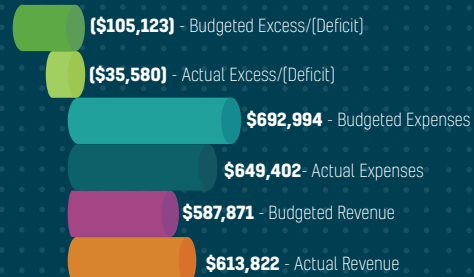 ($105,123) - Budgeted Excess/(Deficit)
($35,580) - Actual Excess/(Deficit)
$692,994 - Budgeted Expenses
$649,402- Actual Expenses
$587,871 - Budgeted Revenue
$613,822 - Actual Revenue